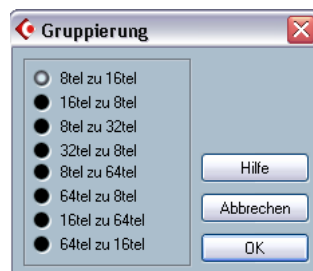 Gruppierung
8tel zu 16tel
16tel zu 8tel
8tel zu 32tel
32tel zu 8tel
8tel zu 64tel
64tel zu 8tel
16tel zu 64tel
64tel zu 16tel
Hilfe
Abbrechen
OK